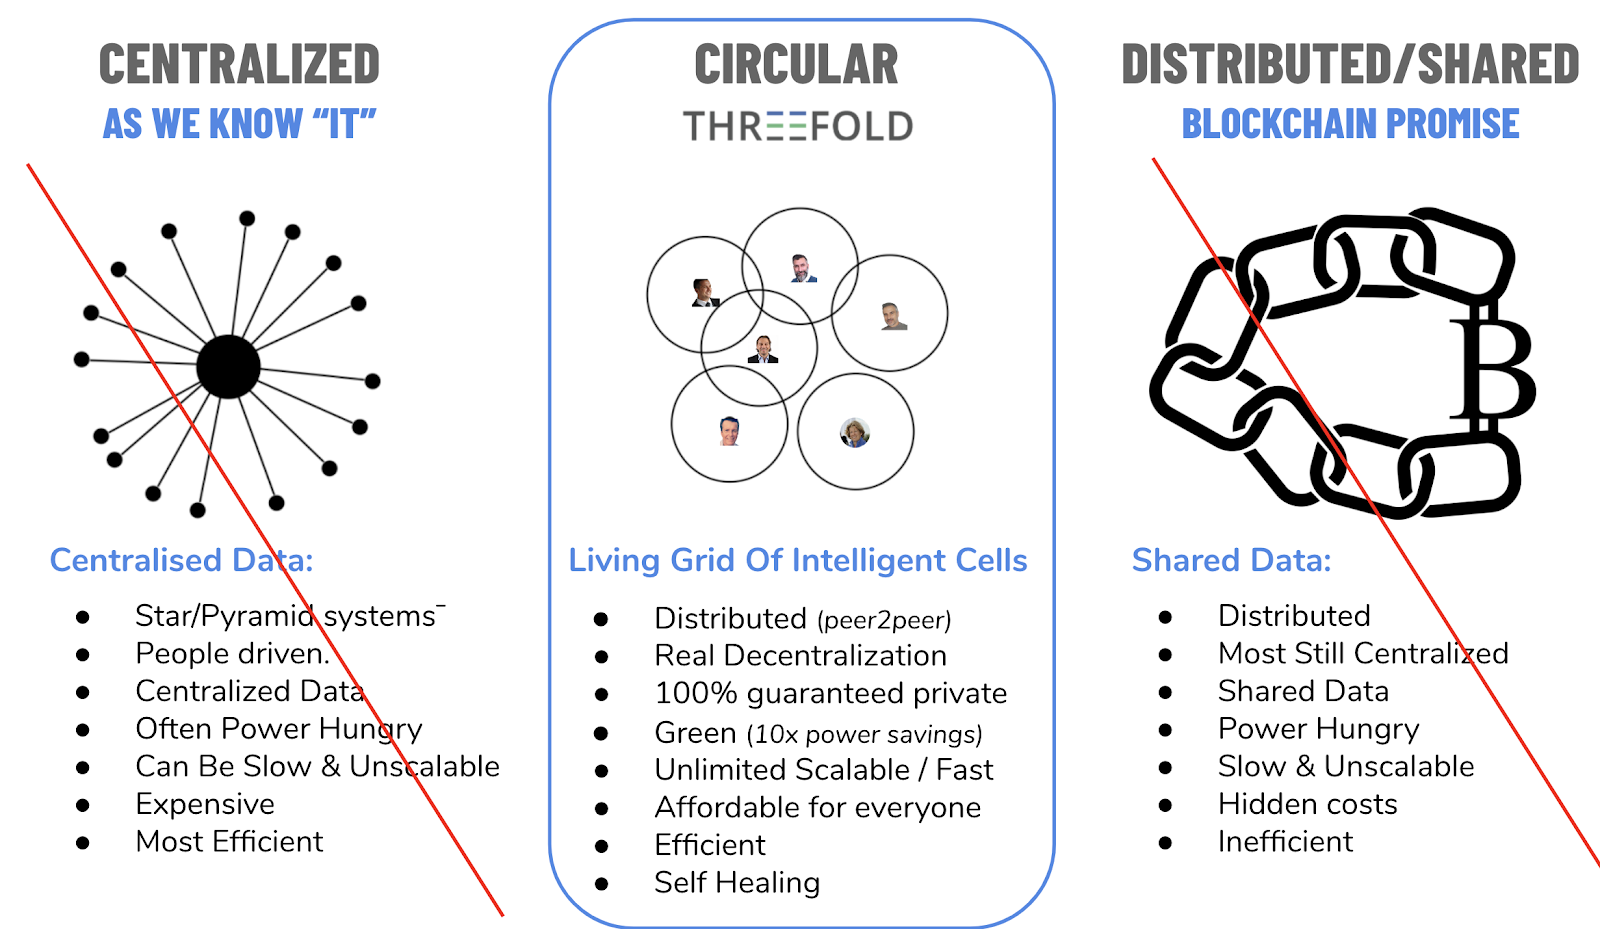 CENTRALIZED
AS WE KNOW “IT”
Centralised Data:
● Star/Pyramid systems‾
● People driven.
● Centralized Data
● Often Power Hungry
● Can Be Slow & Unscalable
● Expensive
● Most Efficient
CIRCULAR
THREEFOLD
Living Grid Of Intelligent Cells
● Distributed (peer2peer)
● Real Decentralization
● 100% guaranteed private
● Green (10x power savings)
● Unlimited Scalable / Fast
● Affordable for everyone
● Efficient
● Self Healing
DISTRIBUTED/SHARED
BLOCKCHAIN PROMISE
B
Shared Data:
● Distributed
● Most Still Centralized
● Shared Data
● Power Hungry
● Slow & Unscalable
● Hidden costs
● Inefficient